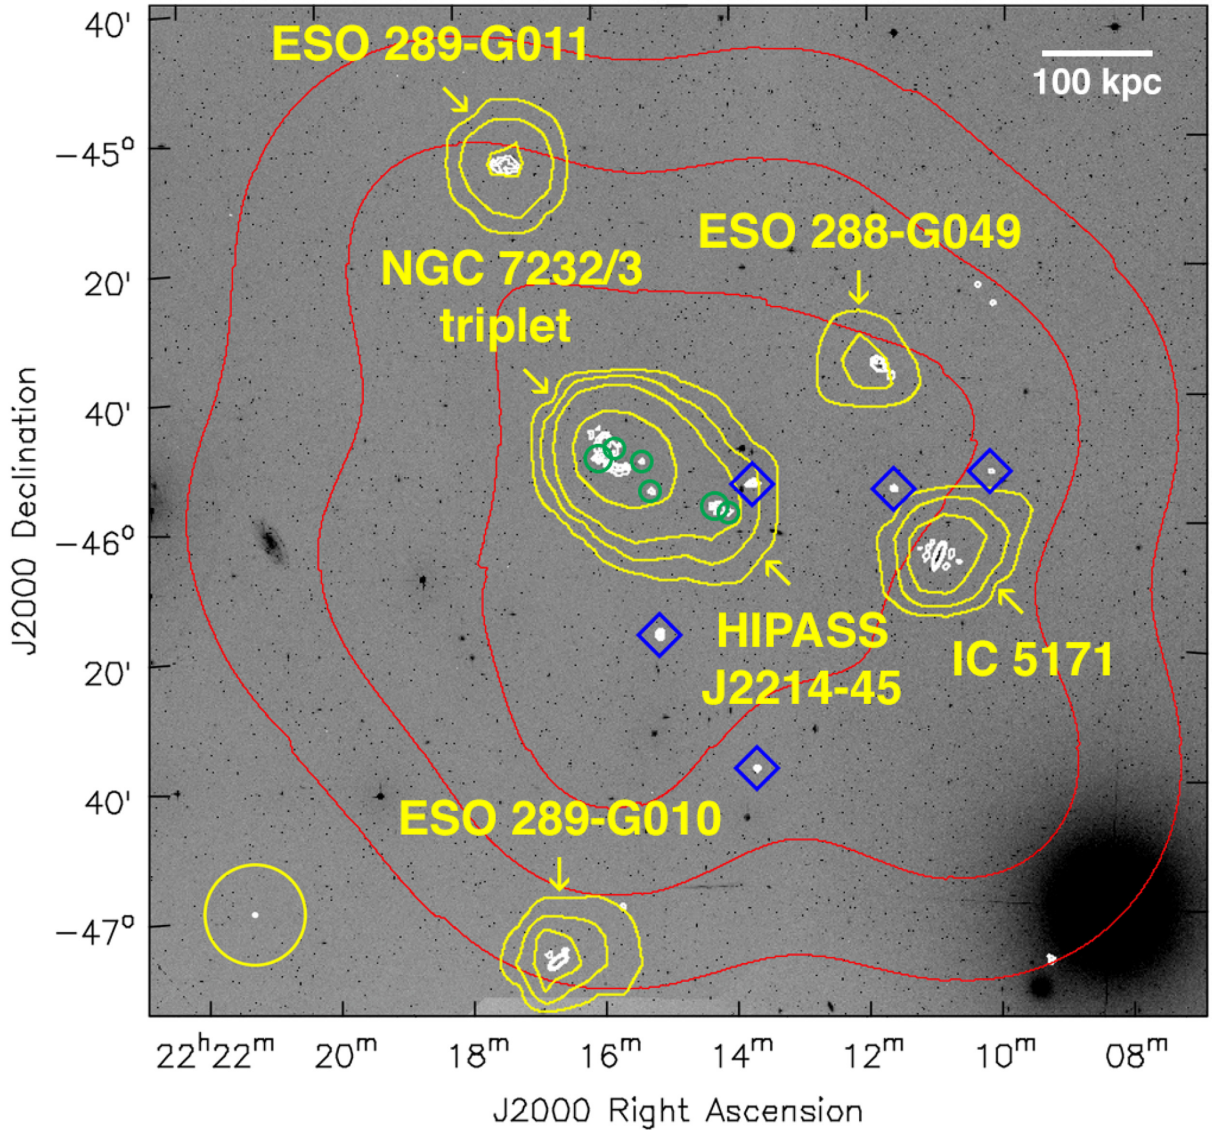 40'
ESO 289-G011
100 kpc
−45°
ESO 288-G049
NGC 7232/3
triplet
20'
40'
−46°
HIPASS
J2214-45
IC 5171
20'
40'
ESO 289-G010
−47°
J2000 Declination
22ʰ22ᵐ 20ᵐ 18ᵐ 16ᵐ 14ᵐ 12ᵐ 10ᵐ 08ᵐ
J2000 Right Ascension